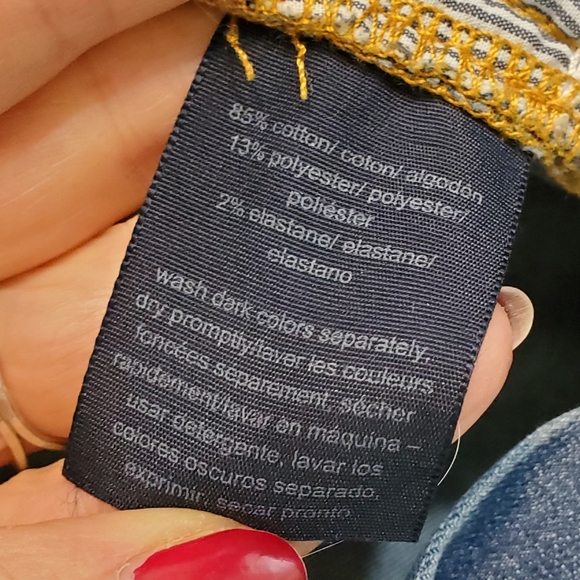 85% cotton/ coton/ algodón
13% polyester/ polyester/
poliéster
2% elastane/ elastane/
elastano
wash dark colors separately,
dry promptly/laver les couleurs
foncées separement, sécher
rapidement/lavar en máquina –
usar detergente, lavar los
colores oscuros separado,
exprimir, secar pronto